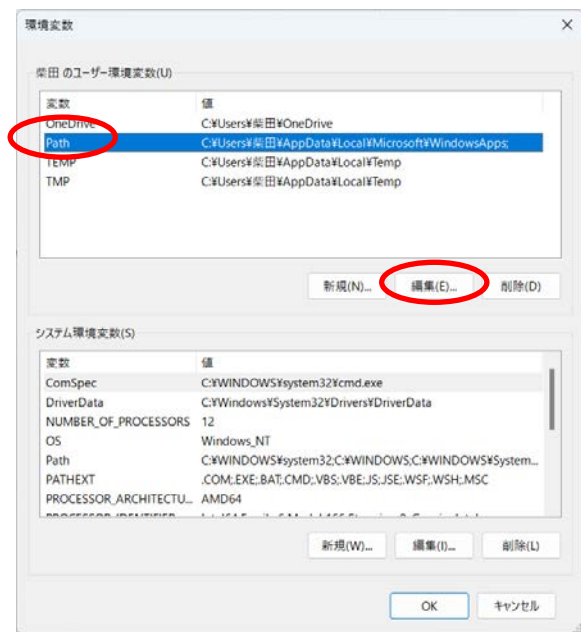 環境変数
柴田 のユーザー環境変数(U)
変数 値
OneDrive C:¥Users¥柴田¥OneDrive
Path C:¥Users¥柴田¥AppData¥Local¥Microsoft¥WindowsApps;
TEMP C:¥Users¥柴田¥AppData¥Local¥Temp
TMP C:¥Users¥柴田¥AppData¥Local¥Temp
新規(N)... 編集(E)... 削除(D)
システム環境変数(S)
変数 値
ComSpec C:¥WINDOWS¥system32¥cmd.exe
DriverData C:¥Windows¥System32¥Drivers¥DriverData
NUMBER_OF_PROCESSORS 12
OS Windows_NT
Path C:¥WINDOWS¥system32;C:¥WINDOWS;C:¥WINDOWS¥System...
PATHEXT .COM;.EXE;.BAT;.CMD;.VBS;.VBE;.JS;.JSE;.WSF;.WSH;.MSC
PROCESSOR_ARCHITECTU... AMD64
新規(W)... 編集(I)... 削除(L)
OK キャンセル